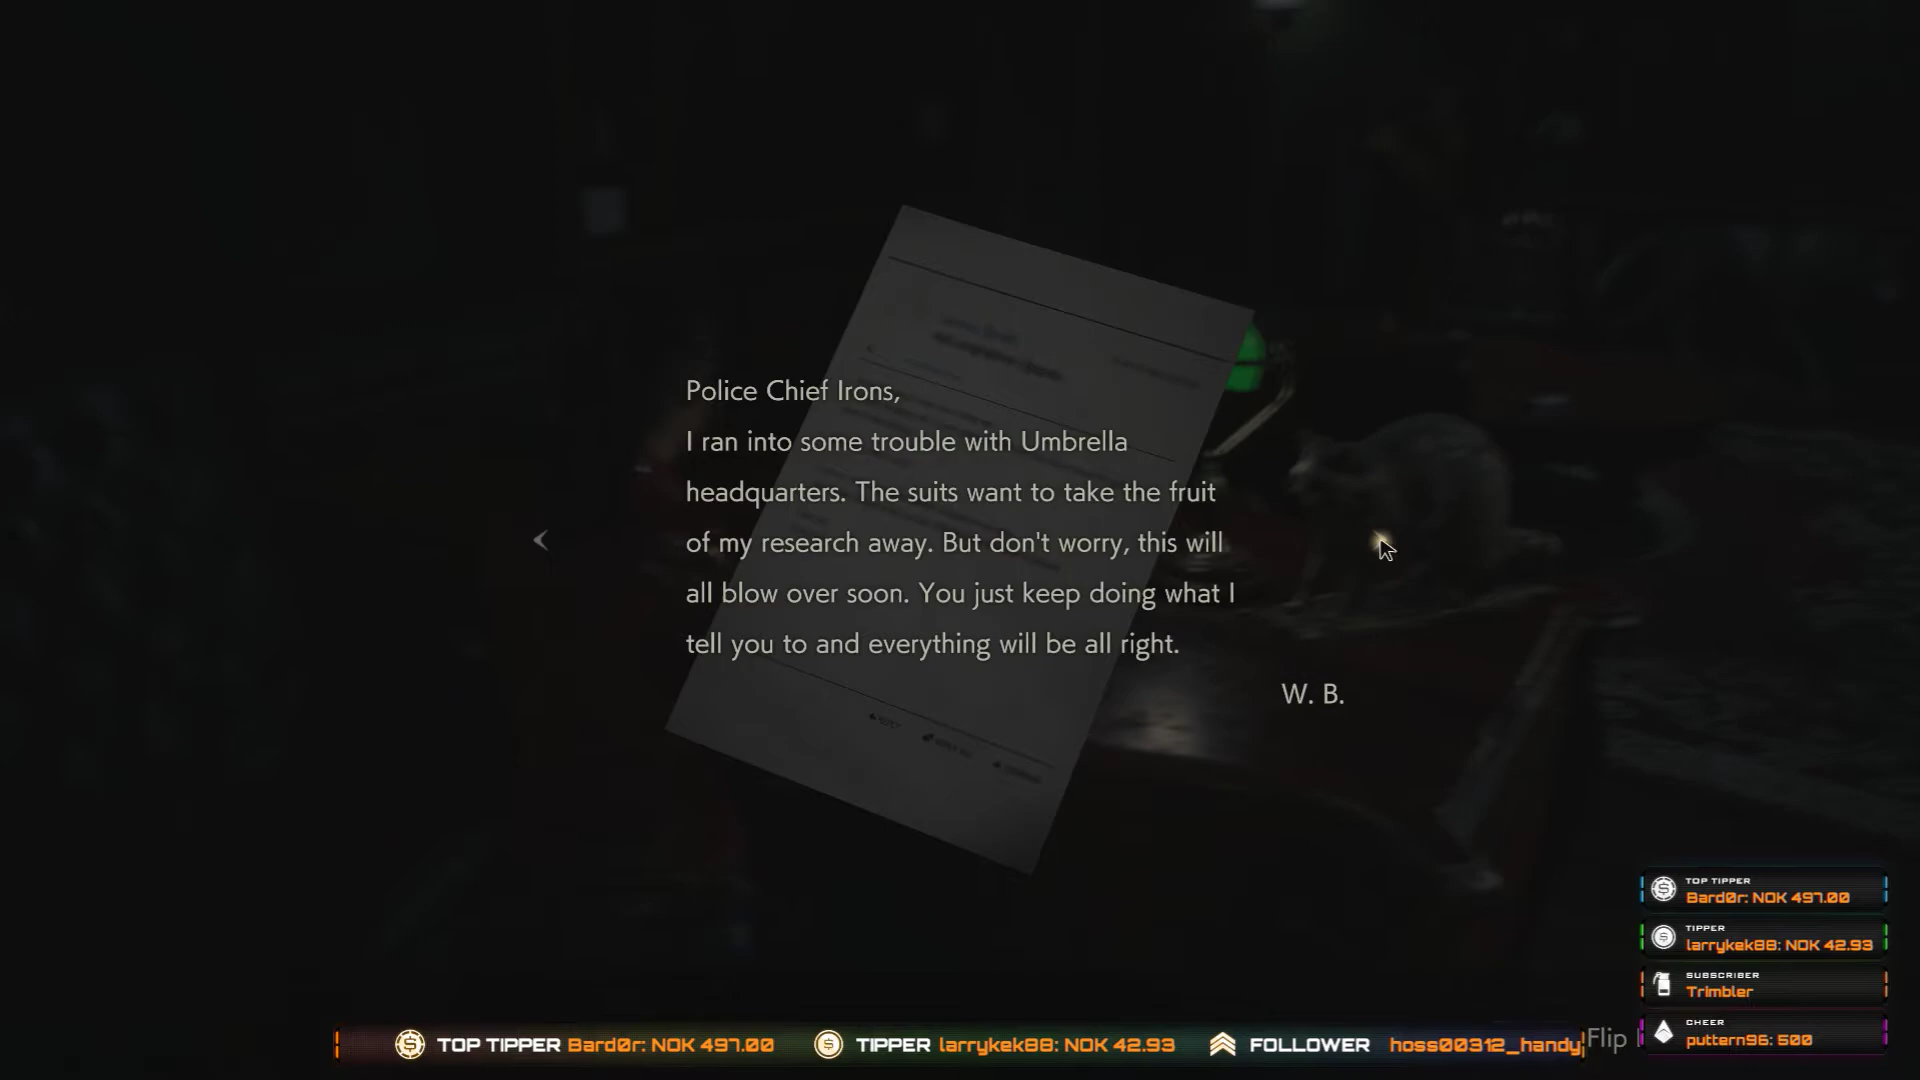 Police Chief Irons,
I ran into some trouble with Umbrella
headquarters. The suits want to take the fruit
of my research away. But don't worry, this will
all blow over soon. You just keep doing what I
tell you to and everything will be all right.
W. B.
TOP TIPPER
Bard0r: NOK 497.00
TIPPER
larrykek88: NOK 42.93
SUBSCRIBER
Tr1mbler
CHEER
puttern96: 500
TOP TIPPER Bard0r: NOK 497.00 TIPPER larrykek88: NOK 42.93 FOLLOWER hoss00312_handy Flip